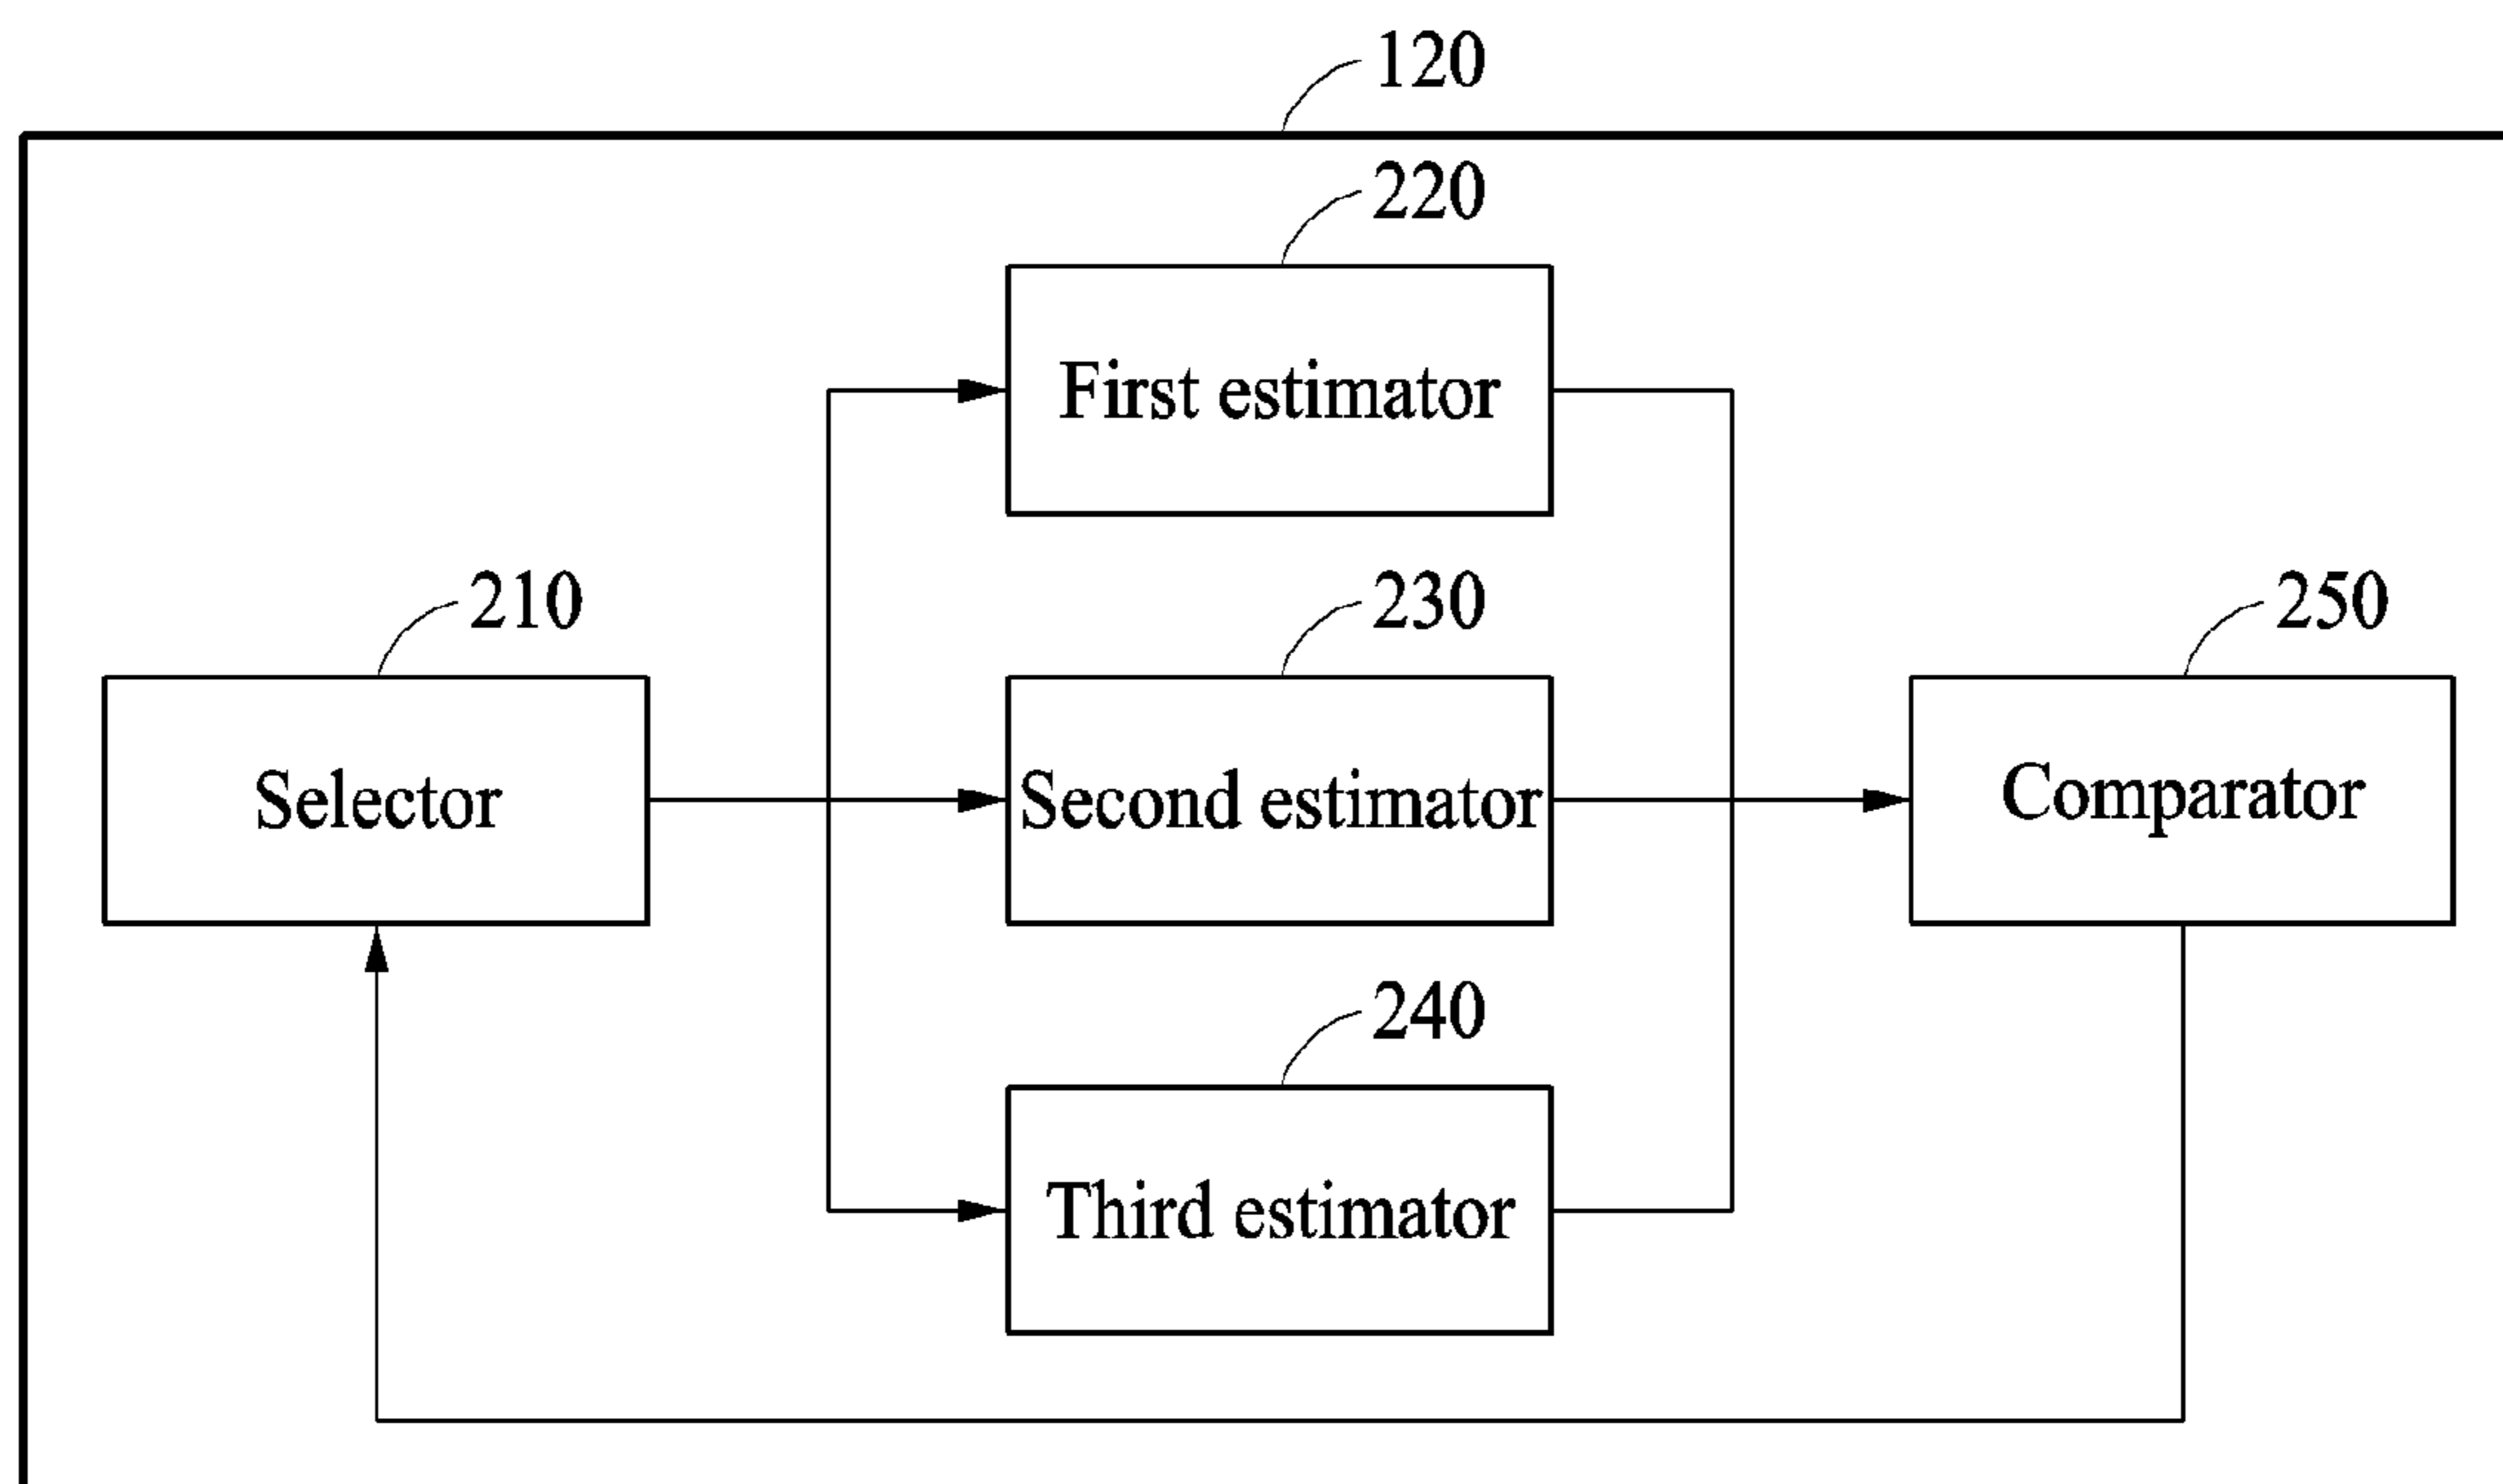 120
220
First estimator
210
230
250
Selector
Second estimator
Comparator
240
Third estimator